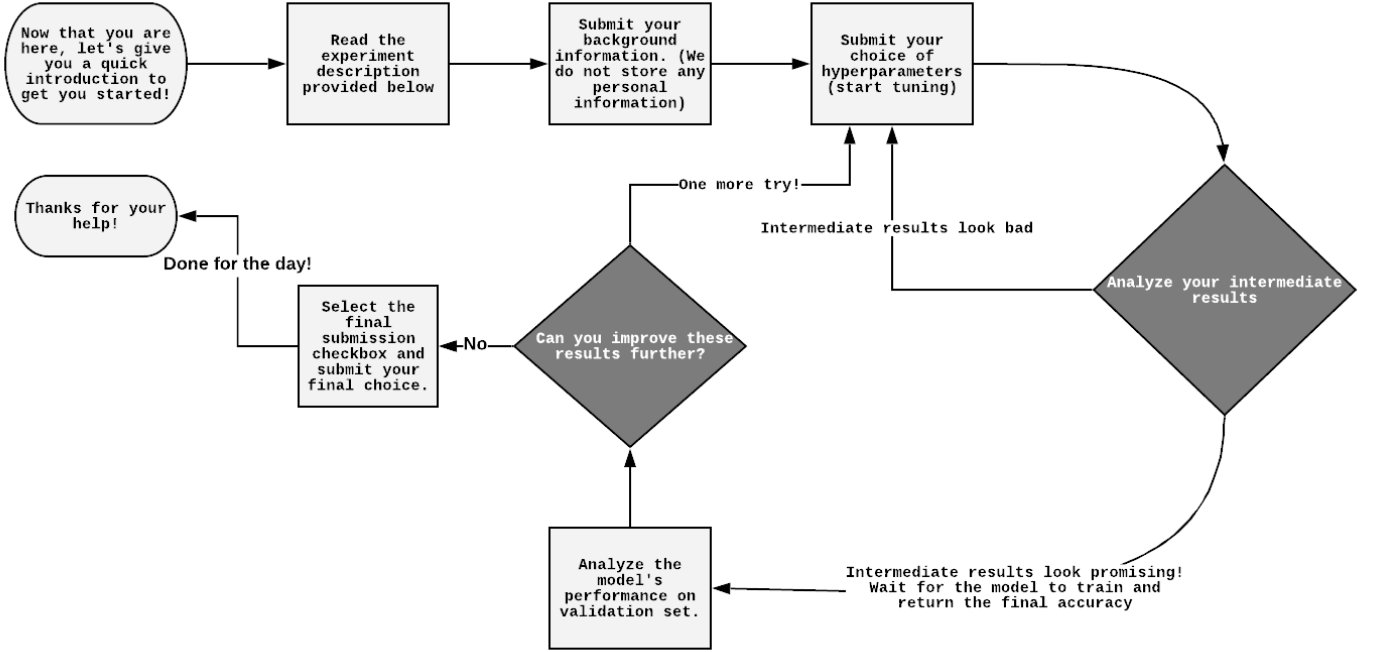 Now that you are
here, let's give
you a quick
introduction to
get you started!
Read the
experiment
description
provided below
Submit your
background
information. (We
do not store any
personal
information)
Submit your
choice of
hyperparameters
(start tuning)
One more try!
Intermediate results look bad
Analyze your intermediate
results
Thanks for your
help!
Done for the day!
Select the
final
submission
checkbox and
submit your
final choice.
No
Can you improve these
results further?
Analyze the
model's
performance on
validation set.
Intermediate results look promising!
Wait for the model to train and
return the final accuracy